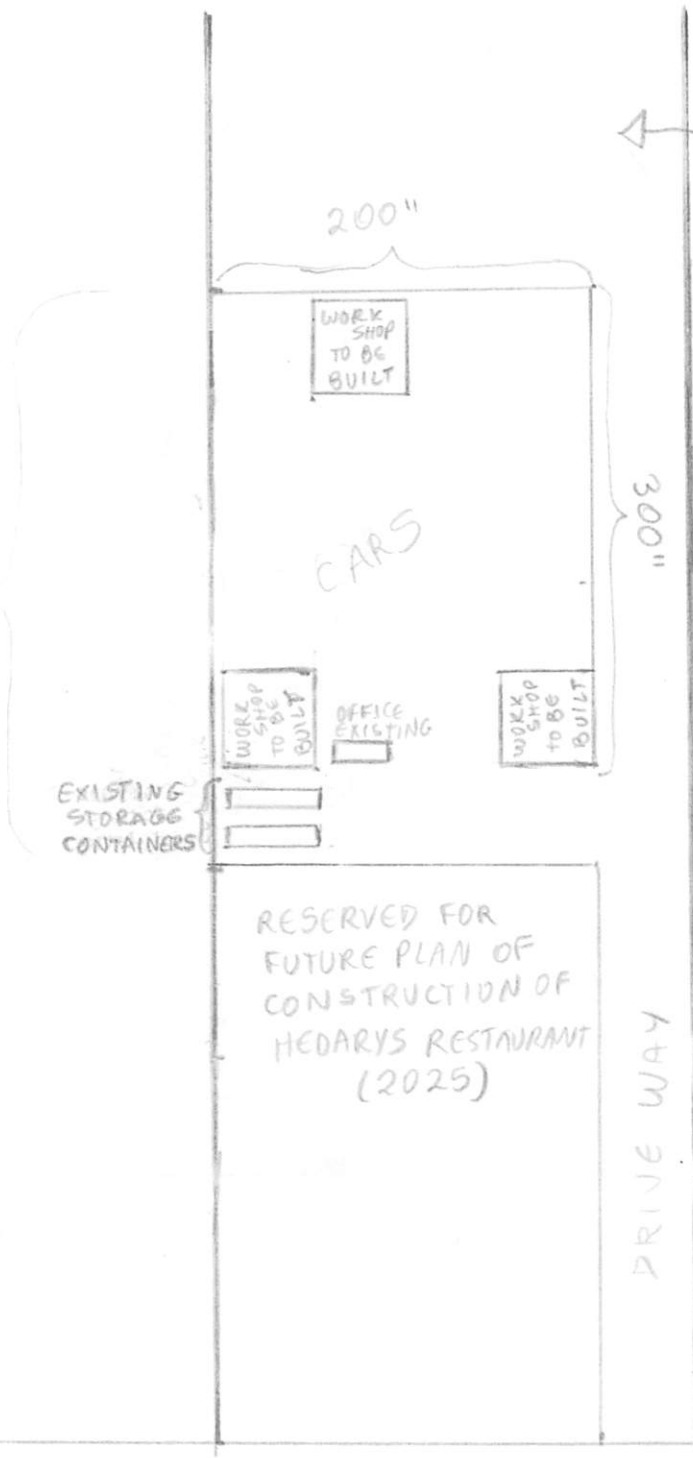 200"
WORK
SHOP
TO BE
BUILT
300"
CARS
WORK
SHOP
TO BE
BUILT
OFFICE
EXISTING
WORK
SHOP
TO BE
BUILT
EXISTING
STORAGE
CONTAINERS
RESERVED FOR
FUTURE PLAN OF
CONSTRUCTION OF
HEDARYS RESTAURANT
(2025)
DRIVE WAY